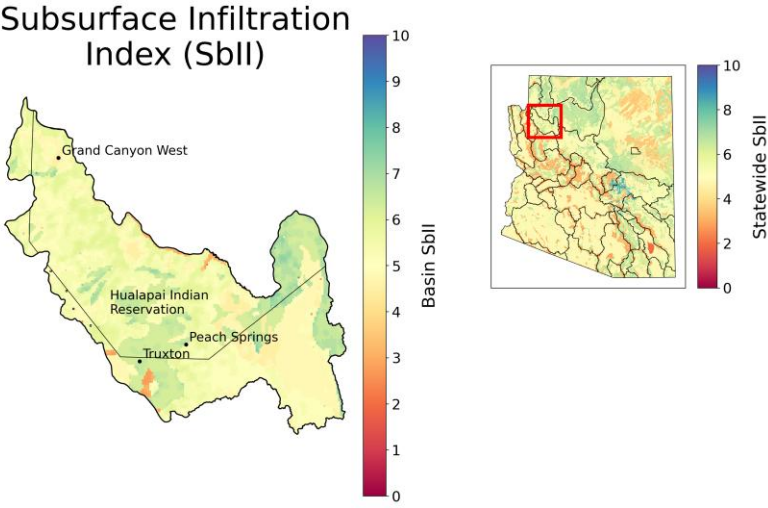 Subsurface Infiltration
Index (SbII)
Grand Canyon West
Hualapai Indian
Reservation
Peach Springs
Truxton
10
9
8
7
6
5
4
3
2
1
0
Basin SbII
10
8
6
4
2
0
Statewide SbII